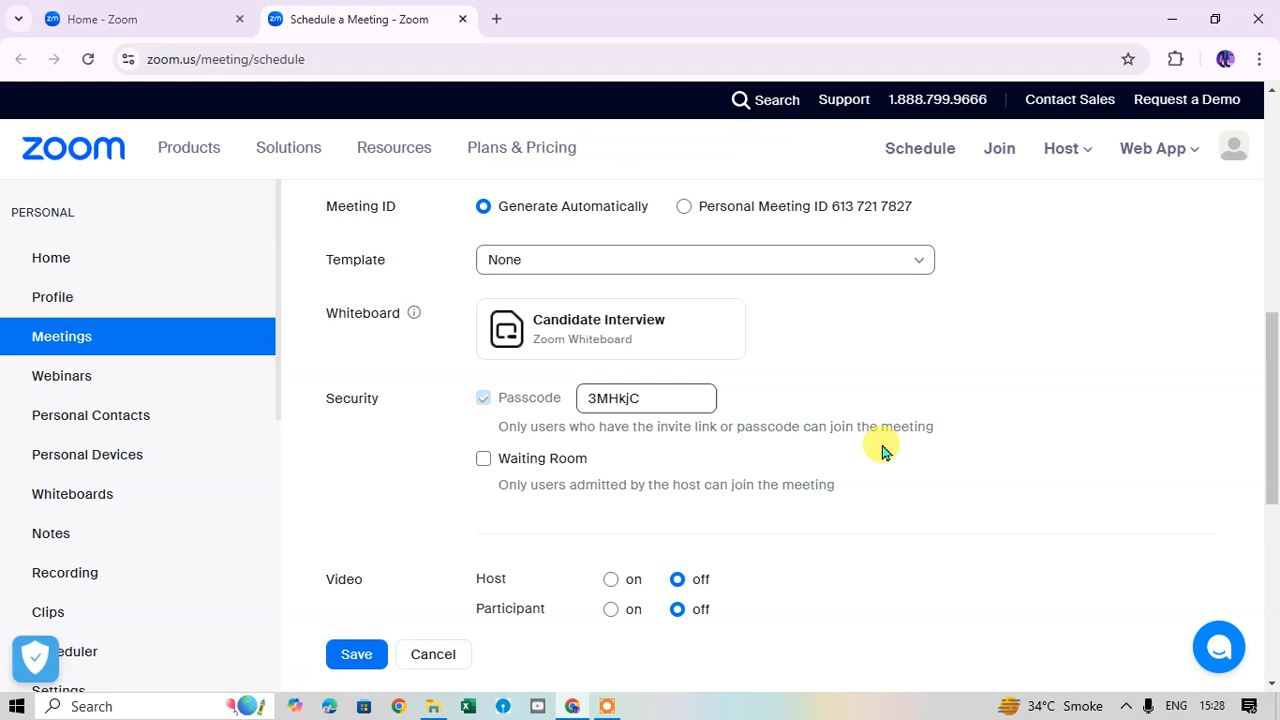 Home - Zoom
Schedule a Meeting - Zoom
zoom.us/meeting/schedule
Search Support 1.888.799.9666 Contact Sales Request a Demo
zoom Products Solutions Resources Plans & Pricing Schedule Join Host Web App
PERSONAL
Home
Profile
Meetings
Webinars
Personal Contacts
Personal Devices
Whiteboards
Notes
Recording
Clips
eduler
Settings
Meeting ID Generate Automatically Personal Meeting ID 613 721 7827
Template None
Whiteboard Candidate Interview
Zoom Whiteboard
Security Passcode 3MHkjC
Only users who have the invite link or passcode can join the meeting
Waiting Room
Only users admitted by the host can join the meeting
Video Host on off
Participant on off
Save Cancel
Search 34°C Smoke ENG 15:28